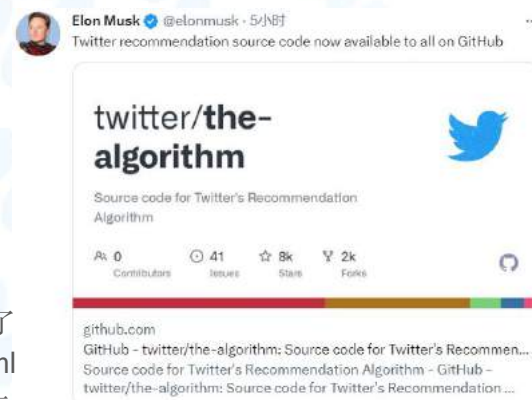 Elon Musk @elonmusk · 5小时
Twitter recommendation source code now available to all on GitHub
twitter/the-
algorithm
Source code for Twitter's Recommendation
Algorithm
0 41 8k 2k
Contributors Issues Stars Forks
github.com
GitHub - twitter/the-algorithm: Source code for Twitter's Recommen...
Source code for Twitter's Recommendation Algorithm - GitHub -
twitter/the-algorithm: Source code for Twitter's Recommendation ...
了
ml